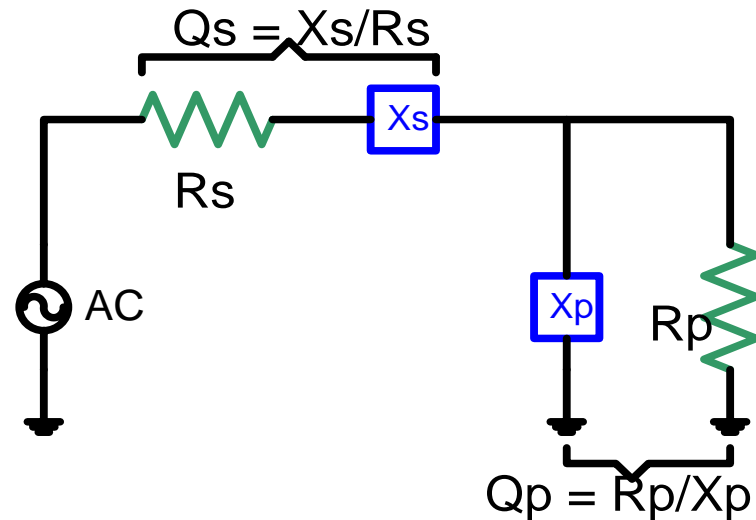 Qs = Xs/Rs
Xs
Rs
AC
Xp
Rp
Qp = Rp/Xp